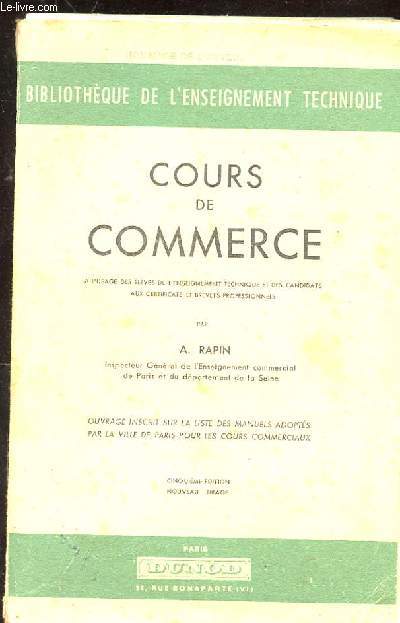 www.Le-livre.com
BIBLIOTHÈQUE DE L'ENSEIGNEMENT TECHNIQUE
COURS
DE
COMMERCE
A L'USAGE DES ÉLÈVES DE L'ENSEIGNEMENT TECHNIQUE ET DES CANDIDATS
AUX CERTIFICATS ET BREVETS PROFESSIONNELS
PAR
A. RAPIN
Inspecteur Général de l'Enseignement commercial
de Paris et du département de la Seine
OUVRAGE INSCRIT SUR LA LISTE DES MANUELS ADOPTÉS
PAR LA VILLE DE PARIS POUR LES COURS COMMERCIAUX
CINQUIÈME ÉDITION
NOUVEAU TIRAGE
PARIS
DUNOD
RUE BONAPARTE (VI)